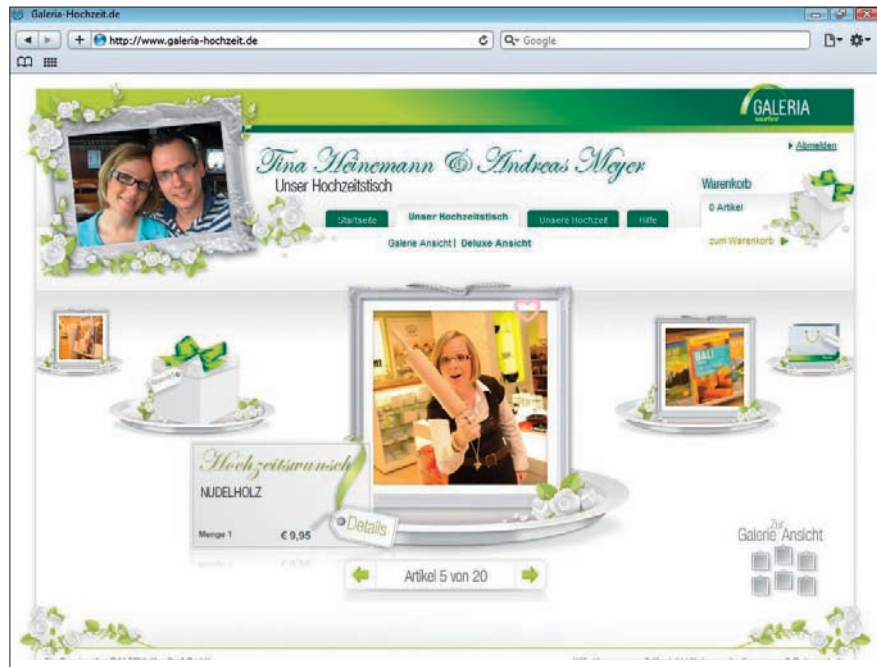 Galeria-Hochzeit.de
http://www.galeria-hochzeit.de
Google
GALERIA
Abmelden
Tina Heinemann & Andreas Meyer
Unser Hochzeitstisch
Warenkorb
0 Artikel
zum Warenkorb
Startseite
Unser Hochzeitstisch
Unsere Hochzeit
Hilfe
Galerie Ansicht | Deluxe Ansicht
DALI
Hochzeitswunsch
NUDELHOLZ
Menge 1 € 9,95
Details
Artikel 5 von 20
Zur
Galerie Ansicht